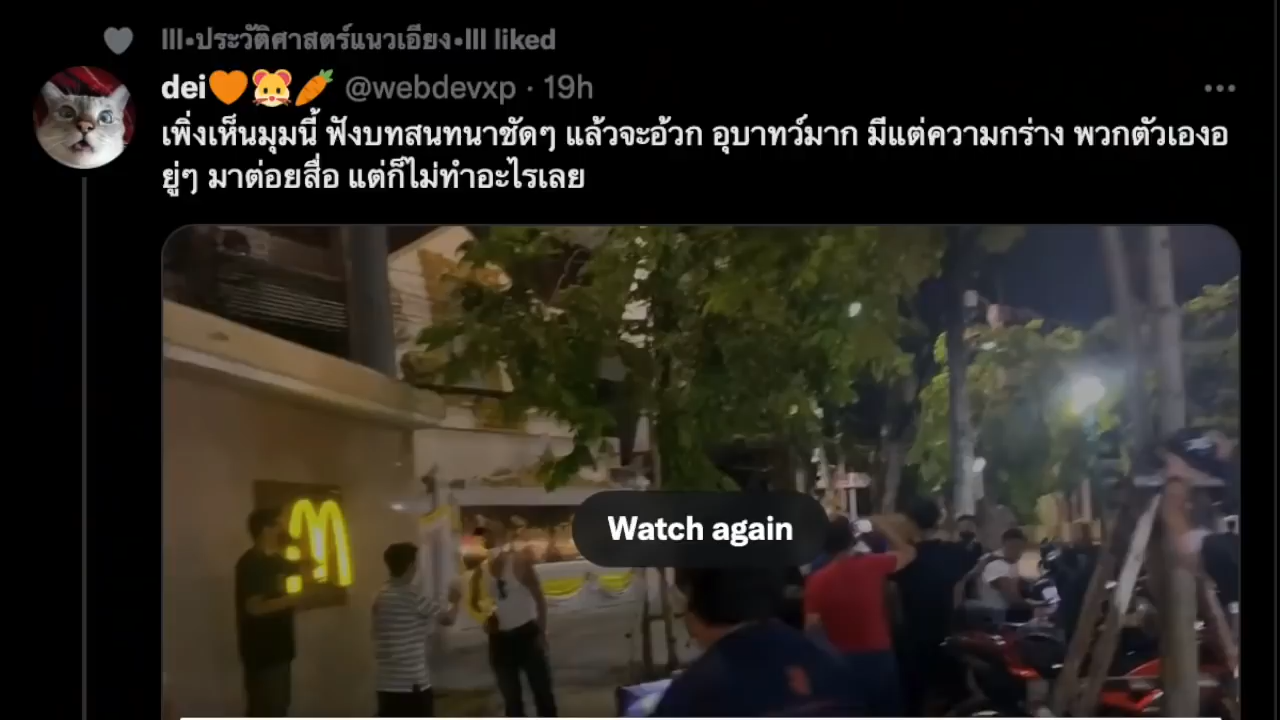 lll•ประวัติศาสตร์แนวเอียง•lll liked
dei🧡🐹🥕 @webdevxp · 19h
เพิ่งเห็นมุมนี้ ฟังบทสนทนาชัดๆ แล้วจะอ้วก อุบาทว์มาก มีแต่ความกร่าง พวกตัวเองอ
ยู่ๆ มาต่อยสื่อ แต่ก็ไม่ทำอะไรเลย
Watch again